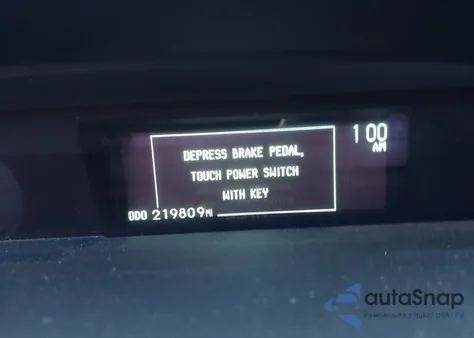 1:00
AM
DEPRESS BRAKE PEDAL,
TOUCH POWER SWITCH
WITH KEY
ODO 219809MI
autoSnap